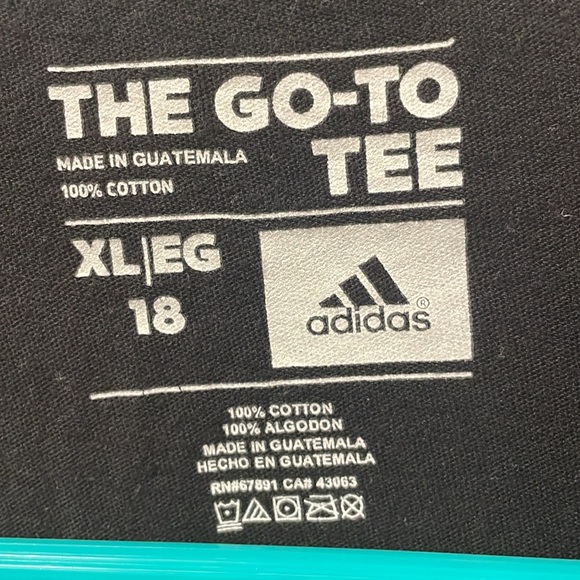 THE GO-TO
TEE
MADE IN GUATEMALA
100% COTTON
XL|EG
18
adidas®
100% COTTON
100% ALGODON
MADE IN GUATEMALA
HECHO EN GUATEMALA
RN#67891 CA# 43063